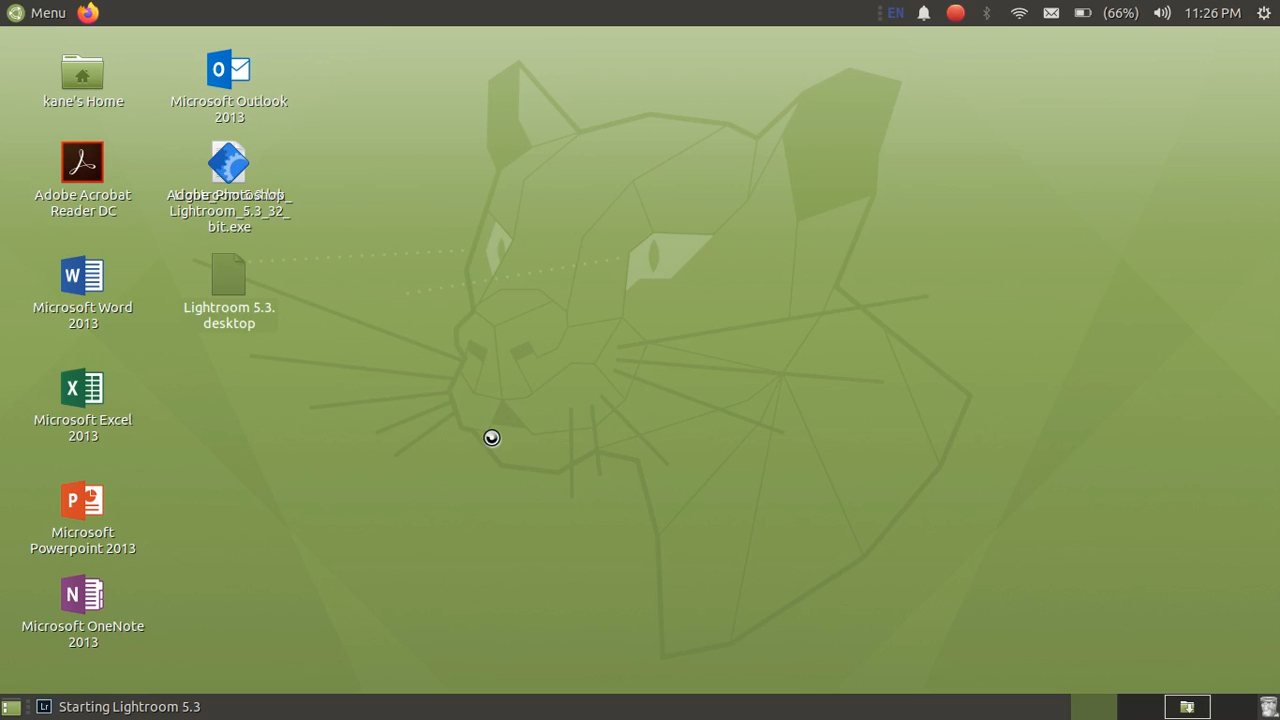 Menu
EN
(66%)
11:26 PM
kane's Home
Microsoft Outlook
2013
Adobe Acrobat
Reader DC
Lightroom_5.3_32_
bit.exe
Microsoft Word
2013
Lightroom 5.3.
desktop
Microsoft Excel
2013
Microsoft
Powerpoint 2013
Microsoft OneNote
2013
Lr Starting Lightroom 5.3